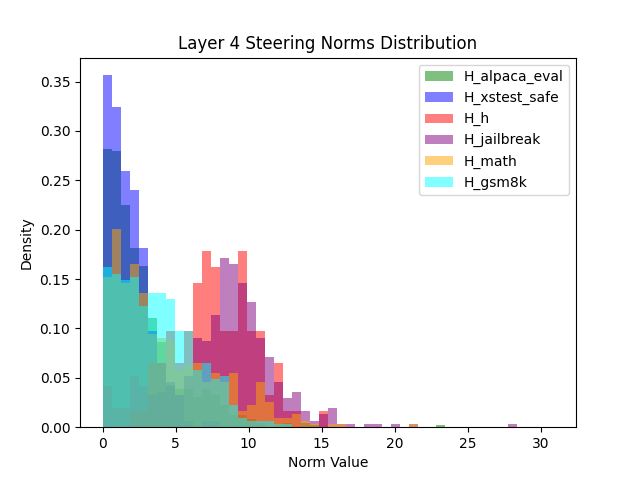 Layer 4 Steering Norms Distribution
H_alpaca_eval
H_xstest_safe
H_h
H_jailbreak
H_math
H_gsm8k
Density
0.35
0.30
0.25
0.20
0.15
0.10
0.05
0.00
0 5 10 15 20 25 30
Norm Value